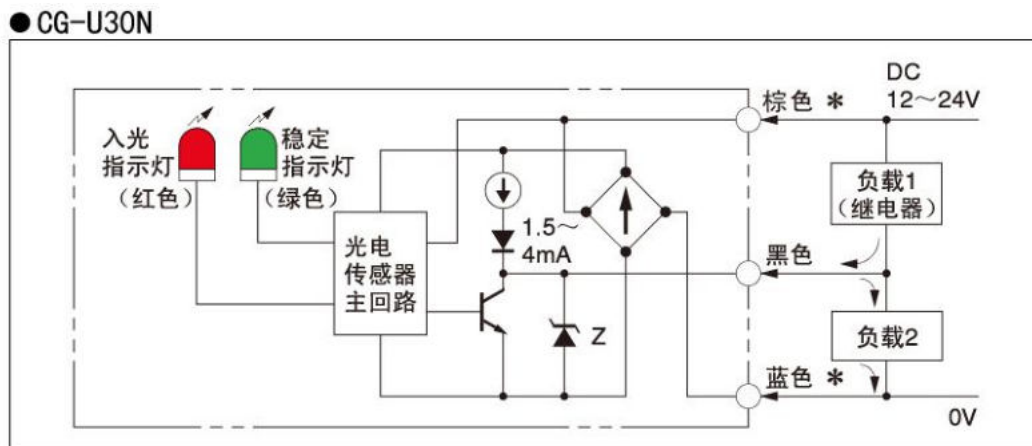 ● CG-U30N
DC
12～24V
棕色 *
入光
指示灯
（红色）
稳定
指示灯
（绿色）
负载1
（继电器）
1.5～
4mA
黑色
光电
传感器
主回路
Z
负载2
蓝色 *
0V